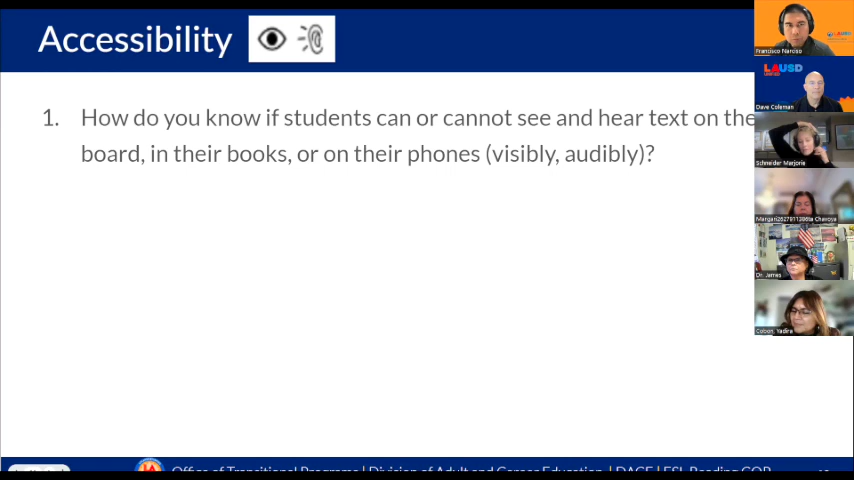 Accessibility
1. How do you know if students can or cannot see and hear text on the
board, in their books, or on their phones (visibly, audibly)?
Office of Transitional Programs | Division of Adult and Career Education | DACE | ESL Reading COP
LAUSD
Francisco Narciso
LAUSD
UNIFIED
Dave Coleman
Schneider Marjorie
Chavoya
Dr. James
Yadira